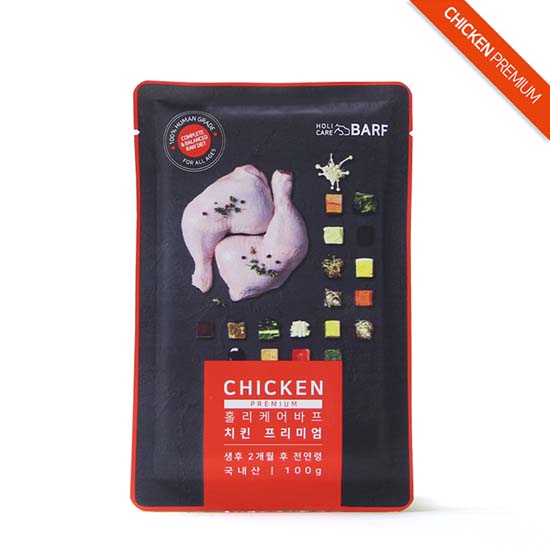 CHICKEN PREMIUM
100% HUMAN GRADE
COMPLETE
& BALANCED
RAW DIET
FOR ALL AGES
HOLI
CARE
BARF
CHICKEN
PREMIUM
홀리케어바프
치킨 프리미엄
생후 2개월 후 전연령
국내산 | 100g